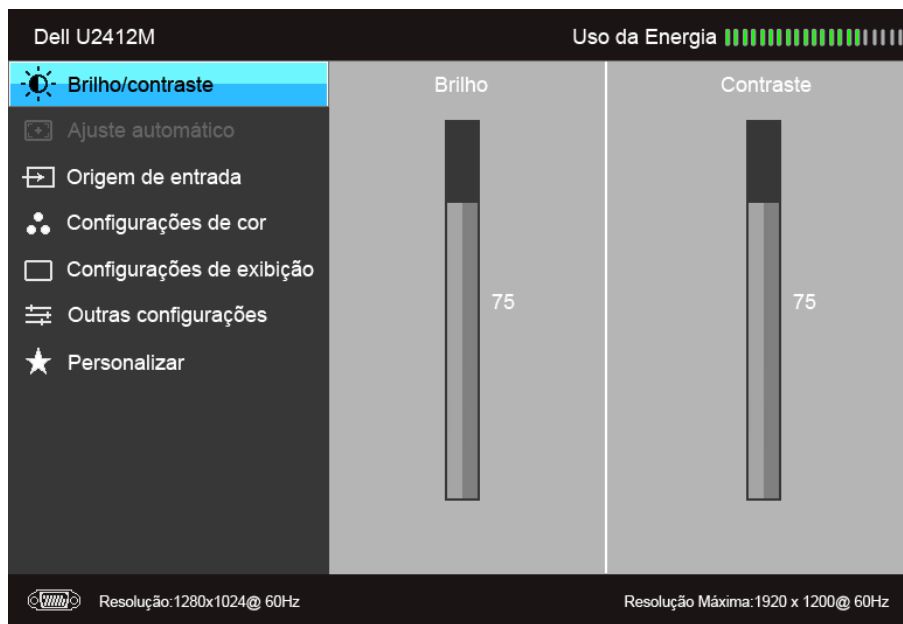 Dell U2412M
Uso da Energia
Brilho/contraste
Ajuste automático
Origem de entrada
Configurações de cor
Configurações de exibição
Outras configurações
Personalizar
Brilho
75
Contraste
75
Resolução:1280x1024@ 60Hz
Resolução Máxima:1920 x 1200@ 60Hz